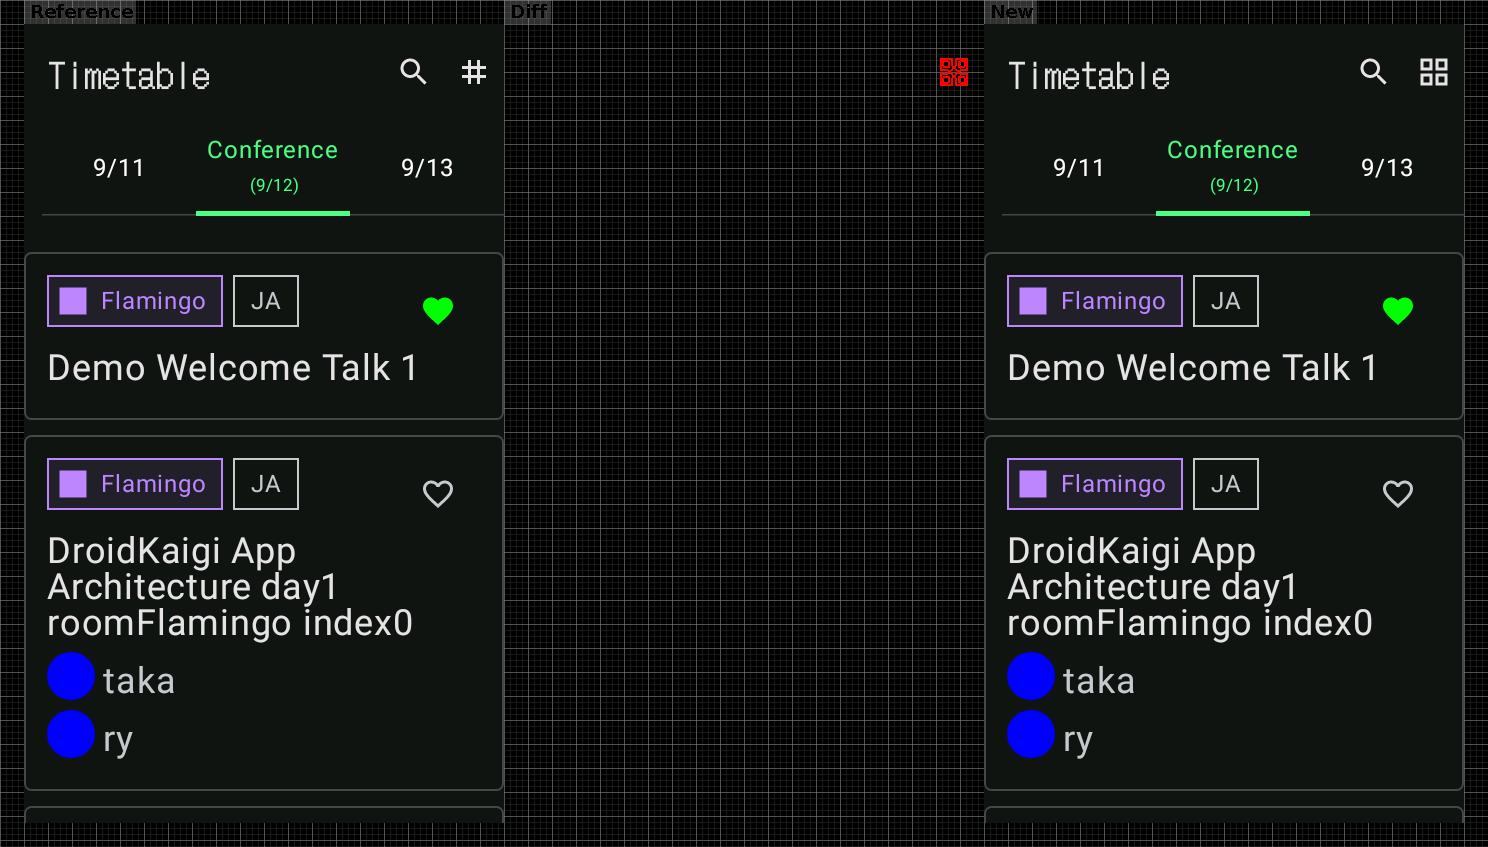 Reference
Diff
New
Timetable
9/11
Conference
(9/12)
9/13
Flamingo
JA
Demo Welcome Talk 1
Flamingo
JA
DroidKaigi App
Architecture day1
roomFlamingo index0
taka
ry
Timetable
9/11
Conference
(9/12)
9/13
Flamingo
JA
Demo Welcome Talk 1
Flamingo
JA
DroidKaigi App
Architecture day1
roomFlamingo index0
taka
ry